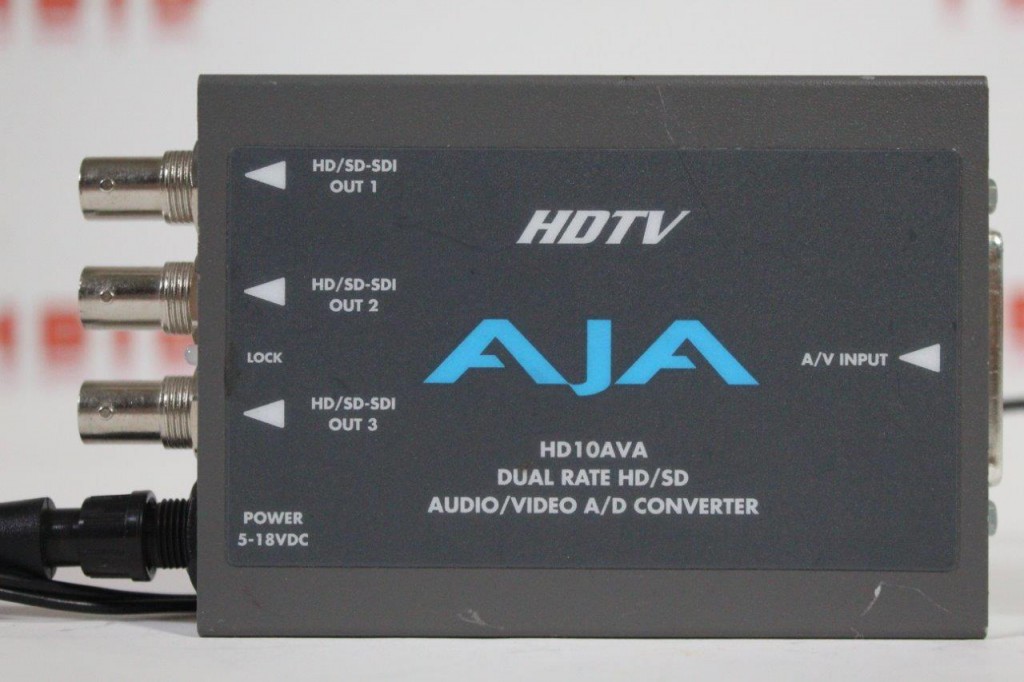 HD/SD-SDI
OUT 1
HDTV
HD/SD-SDI
OUT 2
AJA
LOCK
A/V INPUT
HD/SD-SDI
OUT 3
HD10AVA
DUAL RATE HD/SD
AUDIO/VIDEO A/D CONVERTER
POWER
5-18VDC